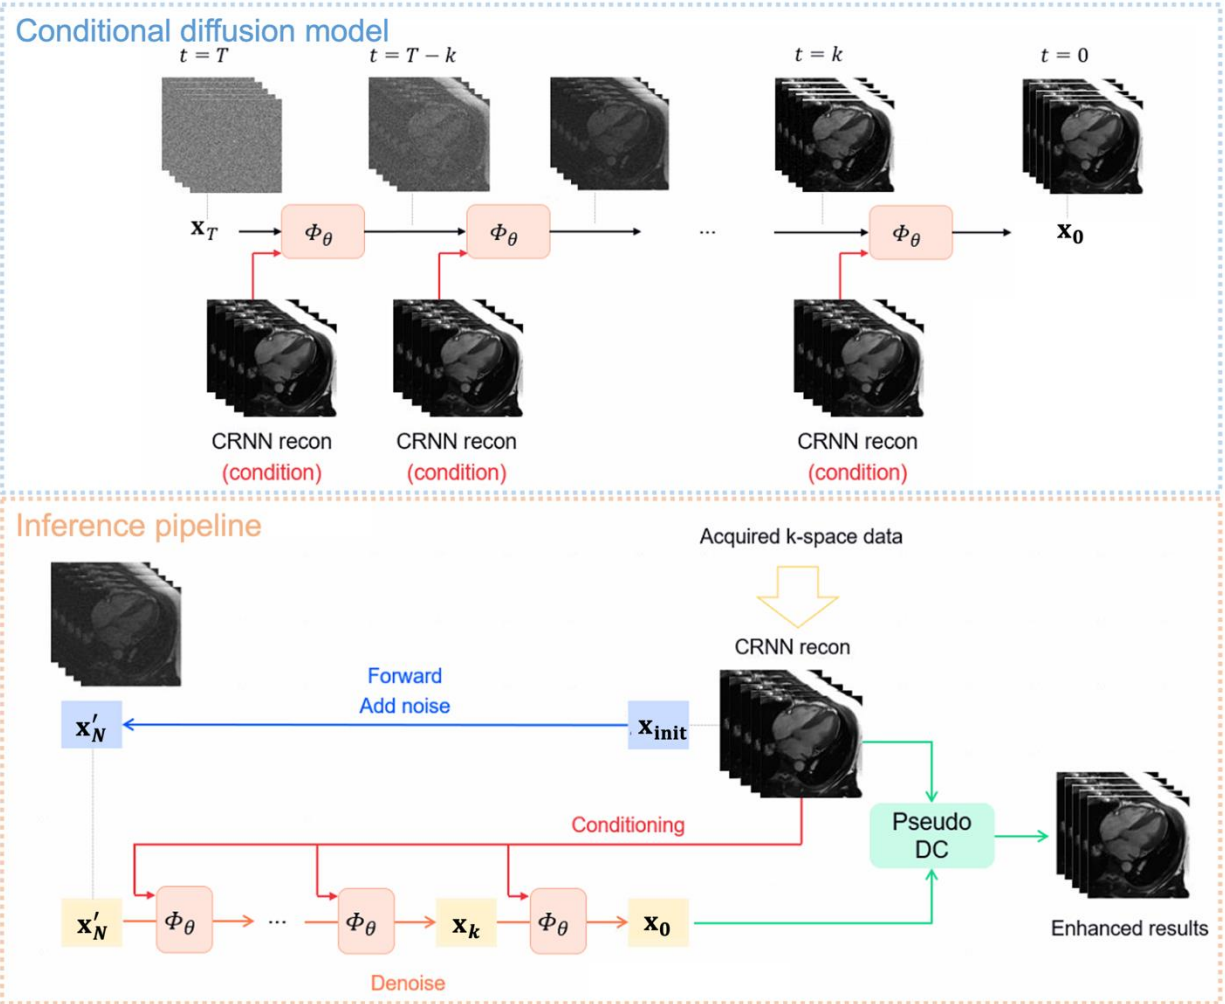 Conditional diffusion model
t = T
t = T − k
t = k
t = 0
x_T
Φ_θ
Φ_θ
...
Φ_θ
x_0
CRNN recon
(condition)
CRNN recon
(condition)
CRNN recon
(condition)
Inference pipeline
Acquired k-space data
CRNN recon
Forward
Add noise
x′_N
x_init
Conditioning
Pseudo
DC
x′_N
Φ_θ
...
Φ_θ
x_k
Φ_θ
x_0
Enhanced results
Denoise